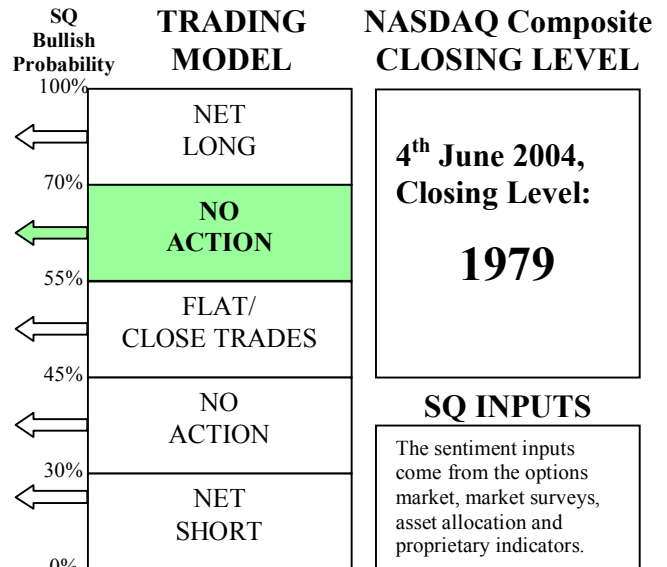 SQ
Bullish
Probability
TRADING
MODEL
NASDAQ Composite
CLOSING LEVEL
100%
NET
LONG
70%
NO
ACTION
55%
FLAT/
CLOSE TRADES
45%
NO
ACTION
30%
NET
SHORT
0%
4th June 2004,
Closing Level:
1979
SQ INPUTS
The sentiment inputs
come from the options
market, market surveys,
asset allocation and
proprietary indicators.